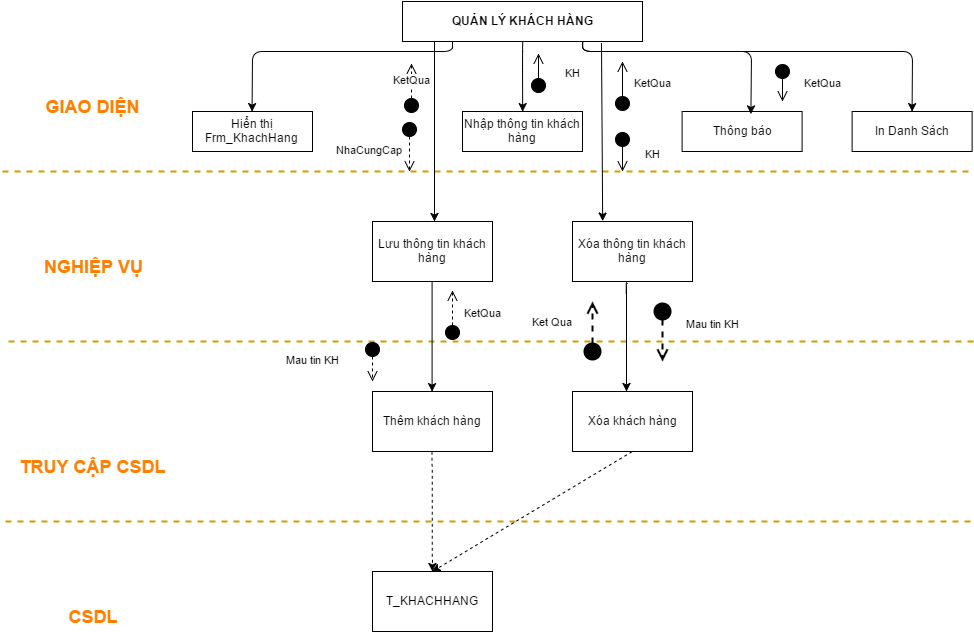 QUẢN LÝ KHÁCH HÀNG
KetQua
KH
KetQua
KetQua
GIAO DIỆN
Hiển thị
Frm_KhachHang
Nhập thông tin khách
hàng
Thông báo
In Danh Sách
NhaCungCap
KH
Lưu thông tin khách
hàng
Xóa thông tin khách
hàng
NGHIỆP VỤ
KetQua
Ket Qua
Mau tin KH
Mau tin KH
Thêm khách hàng
Xóa khách hàng
TRUY CẬP CSDL
T_KHACHHANG
CSDL